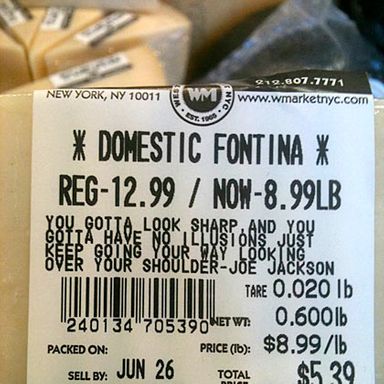 212.807.7771
NEW YORK, NY 10011 WM EST. 1965 www.wmarketnyc.com
* DOMESTIC FONTINA *
REG-12.99 / NOW-8.99LB
YOU GOTTA LOOK SHARP AND YOU
GOTTA HAVE NO ILLUSIONS JUST
KEEP GOING YOUR WAY LOOKING
OVER YOUR SHOULDER-JOE JACKSON
TARE 0.020 lb
240134 705390 NET WT: 0.600lb
PACKED ON: PRICE (lb): $8.99/lb
SELL BY: JUN 26 TOTAL $5.39
PRICE